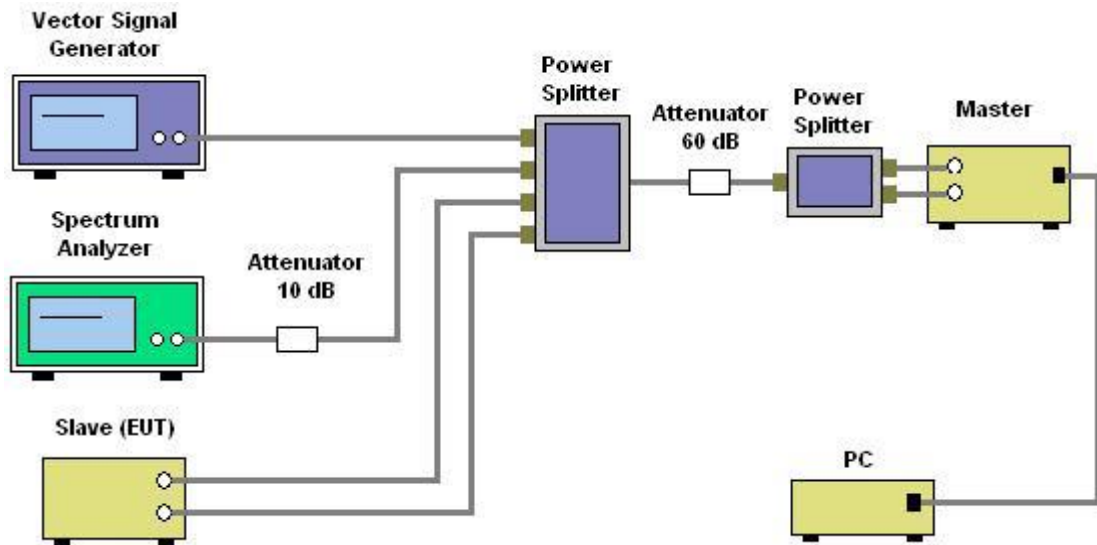 Vector Signal
Generator
Power
Splitter
Attenuator
60 dB
Power
Splitter
Master
Spectrum
Analyzer
Attenuator
10 dB
Slave (EUT)
PC